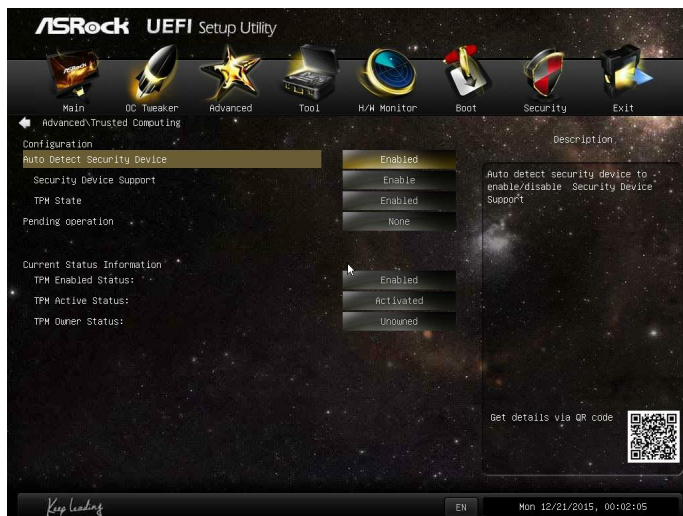 ASRock UEFI Setup Utility
Main OC Tweaker Advanced Tool H/W Monitor Boot Security Exit
Advanced\Trusted Computing
Description
Configuration
Auto Detect Security Device Enabled
Auto detect security device to
enable/disable Security Device
Support
Security Device Support Enable
TPM State Enabled
Pending operation None
Current Status Information
TPM Enabled Status: Enabled
TPM Active Status: Activated
TPM Owner Status: Unowned
Get details via QR code
Keep Leading
EN
Mon 12/21/2015, 00:02:05